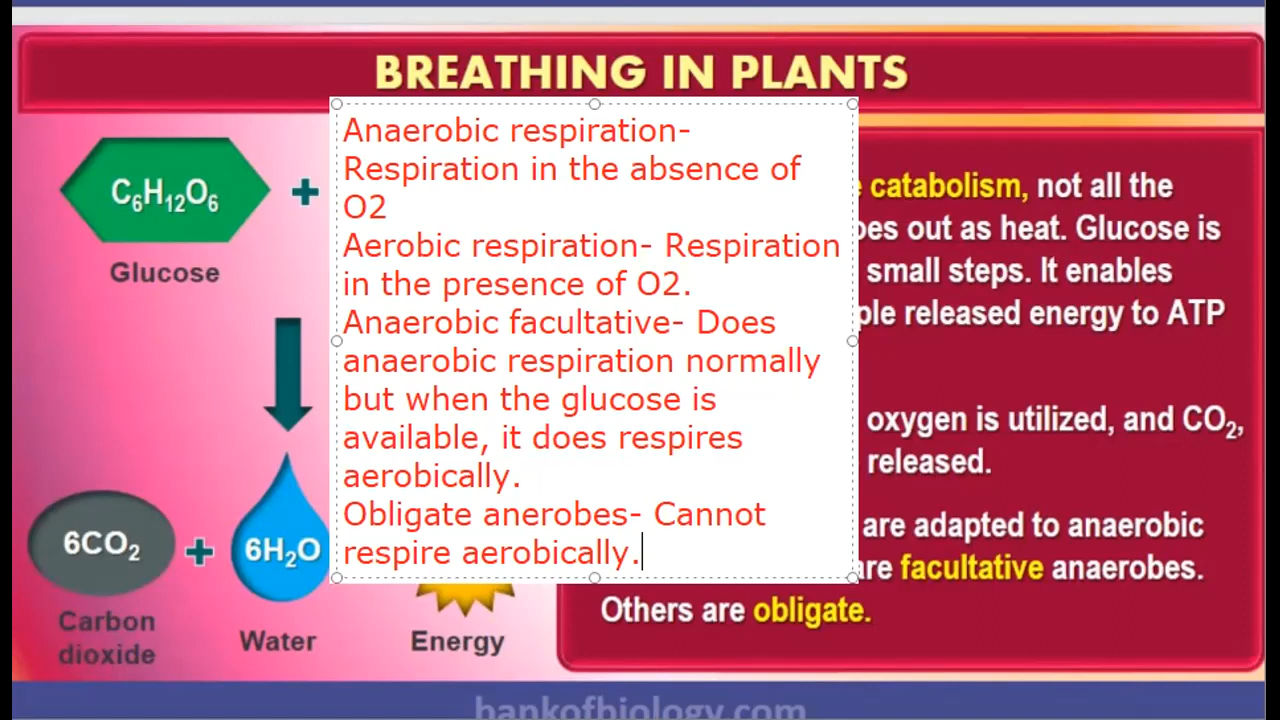 BREATHING IN PLANTS
C6H12O6
+
Glucose
6CO2
+
6H2O
Carbon
dioxide
Water
Energy
Anaerobic respiration-
Respiration in the absence of
O2
Aerobic respiration- Respiration
in the presence of O2.
Anaerobic facultative- Does
anaerobic respiration normally
but when the glucose is
available, it does respires
aerobically.
Obligate anerobes- Cannot
respire aerobically.
catabolism, not all the
out as heat. Glucose is
small steps. It enables
released energy to ATP
oxygen is utilized, and CO2,
released.
are adapted to anaerobic
are facultative anaerobes.
Others are obligate.
bankofbiology.com